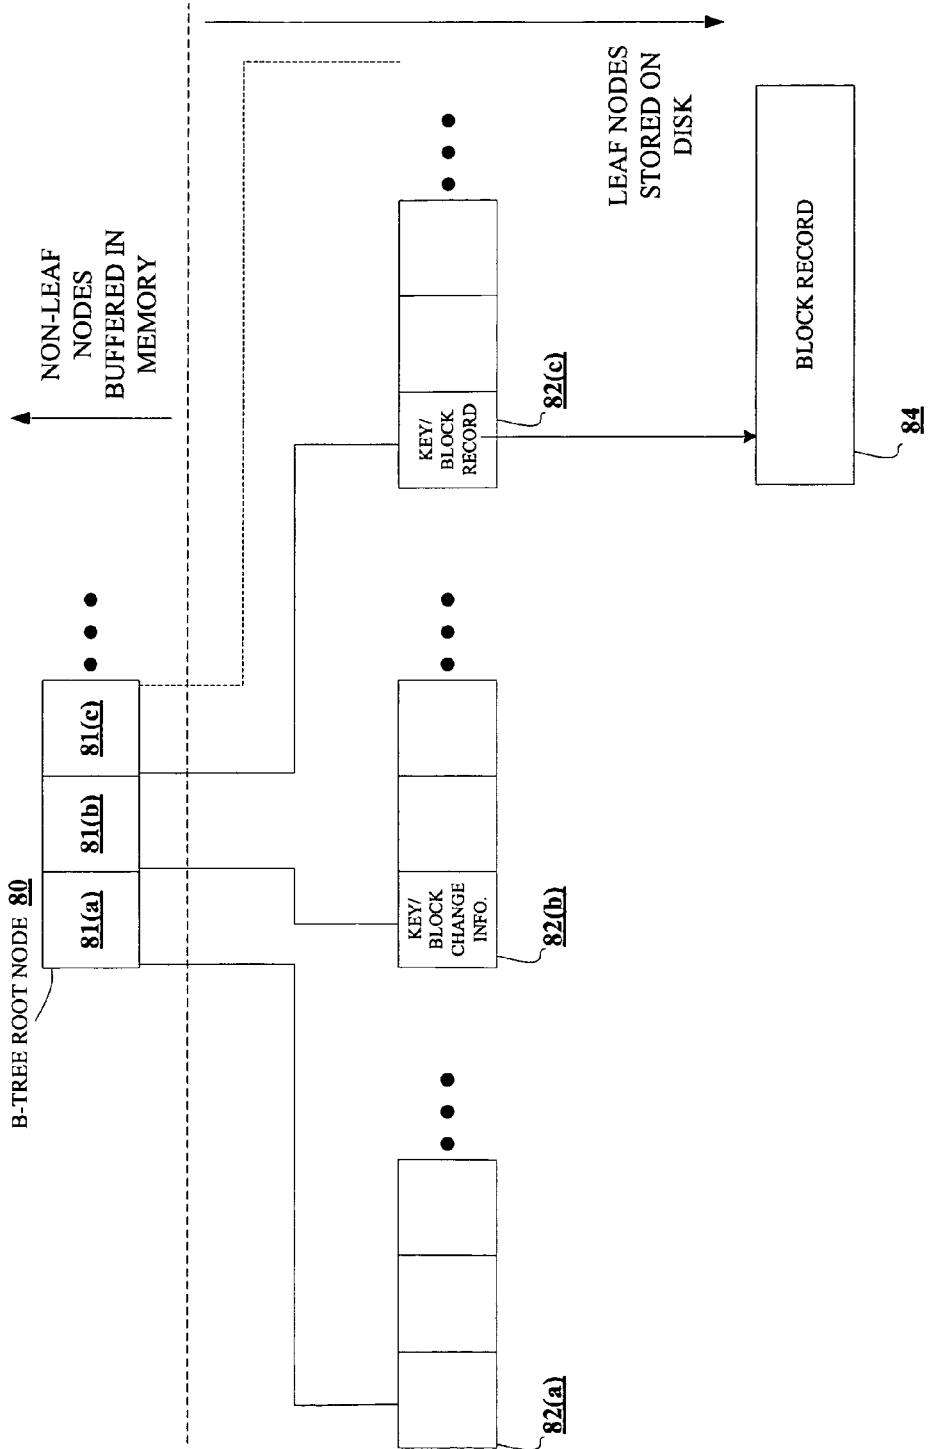 B-TREE ROOT NODE 80
81(a)
81(b)
81(c)
NON-LEAF
NODES
BUFFERED IN
MEMORY
LEAF NODES
STORED ON
DISK
82(a)
KEY/
BLOCK
CHANGE
INFO.
82(b)
KEY/
BLOCK
RECORD
82(c)
BLOCK RECORD
84